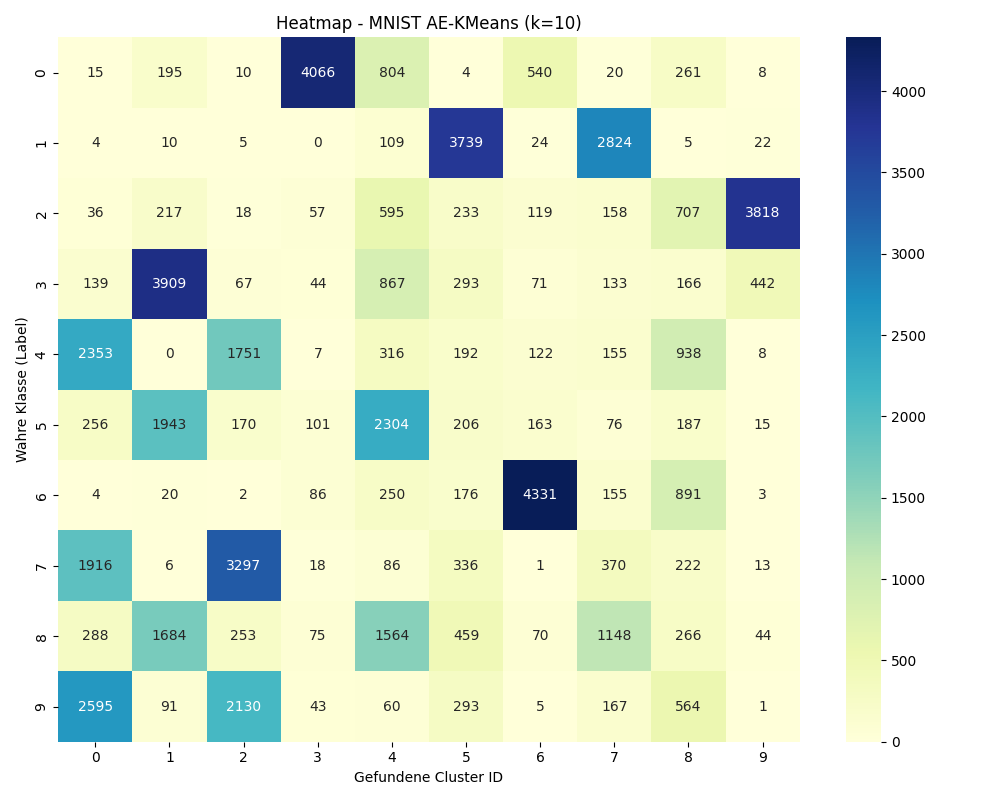 Heatmap - MNIST AE-KMeans (k=10)
0 15 195 10 4066 804 4 540 20 261 8
1 4 10 5 0 109 3739 24 2824 5 22
2 36 217 18 57 595 233 119 158 707 3818
3 139 3909 67 44 867 293 71 133 166 442
4 2353 0 1751 7 316 192 122 155 938 8
5 256 1943 170 101 2304 206 163 76 187 15
6 4 20 2 86 250 176 4331 155 891 3
7 1916 6 3297 18 86 336 1 370 222 13
8 288 1684 253 75 1564 459 70 1148 266 44
9 2595 91 2130 43 60 293 5 167 564 1
0 1 2 3 4 5 6 7 8 9
Gefundene Cluster ID
Wahre Klasse (Label)
4000
3500
3000
2500
2000
1500
1000
500
0